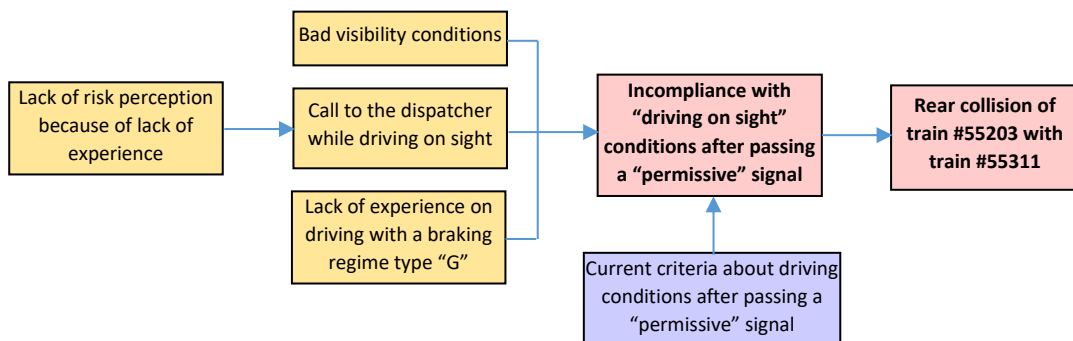 Bad visibility conditions
Lack of risk perception
because of lack of
experience
Call to the dispatcher
while driving on sight
Lack of experience on
driving with a braking
regime type “G”
Incompliance with
“driving on sight”
conditions after passing
a “permissive” signal
Rear collision of
train #55203 with
train #55311
Current criteria about driving
conditions after passing a
“permissive” signal